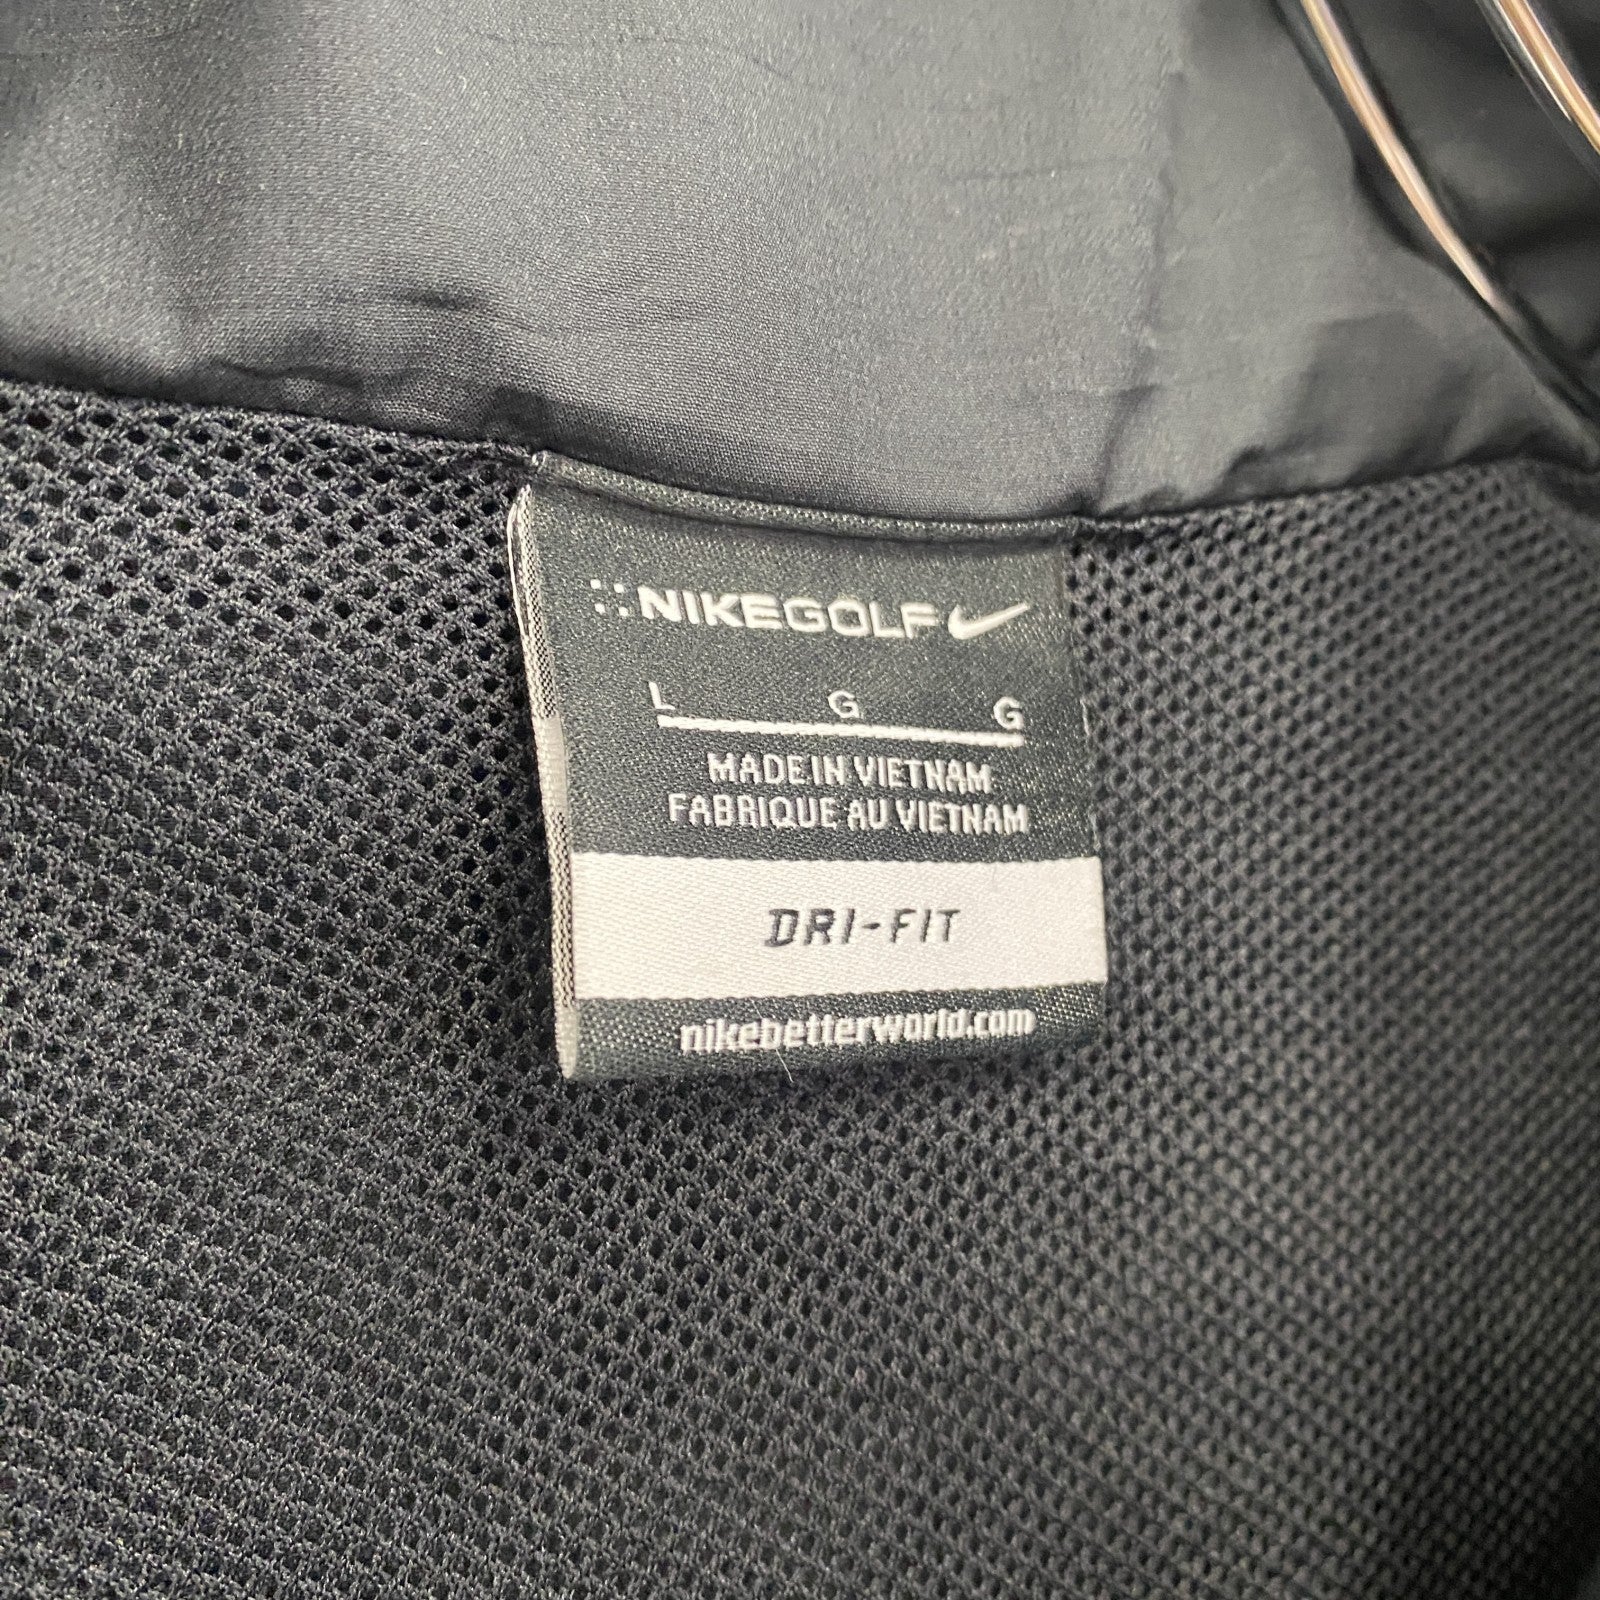 NIKEGOLF
L G G
MADE IN VIETNAM
FABRIQUE AU VIETNAM
DRI-FIT
nikebetterworld.com